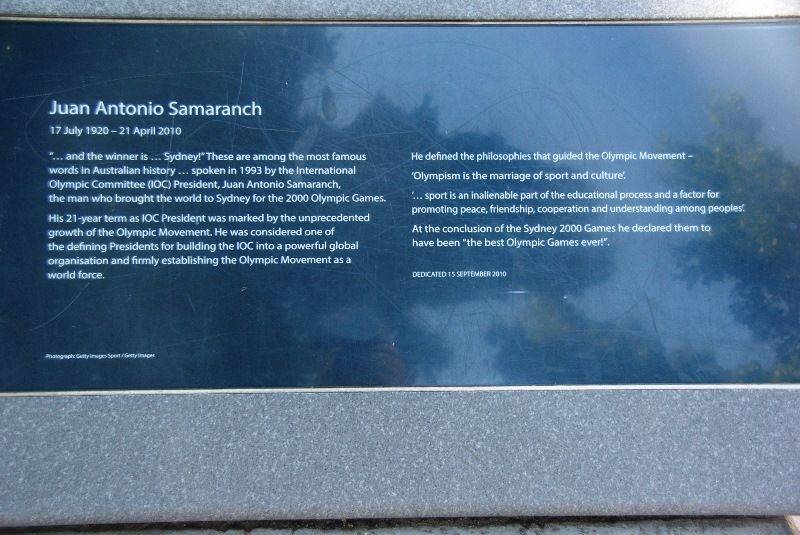 Juan Antonio Samaranch
17 July 1920 – 21 April 2010
"... and the winner is ... Sydney!" These are among the most famous
words in Australian history ... spoken in 1993 by the International
Olympic Committee (IOC) President, Juan Antonio Samaranch,
the man who brought the world to Sydney for the 2000 Olympic Games.
His 21-year term as IOC President was marked by the unprecedented
growth of the Olympic Movement. He was considered one of
the defining Presidents for building the IOC into a powerful global
organisation and firmly establishing the Olympic Movement as a
world force.
Photograph: Getty Images Sport / Getty Images
He defined the philosophies that guided the Olympic Movement –
'Olympism is the marriage of sport and culture'.
'... sport is an inalienable part of the educational process and a factor for
promoting peace, friendship, cooperation and understanding among peoples'.
At the conclusion of the Sydney 2000 Games he declared them to
have been "the best Olympic Games ever!".
DEDICATED 15 SEPTEMBER 2010